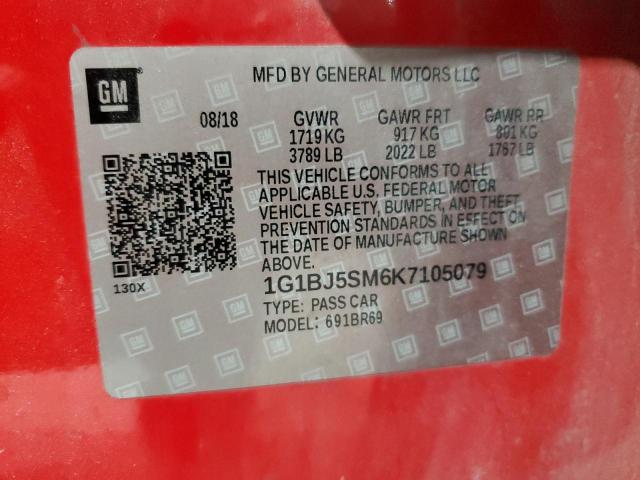 GM
MFD BY GENERAL MOTORS LLC
08/18 GVWR GAWR FRT GAWR RR
1719 KG 917 KG 801 KG
3789 LB 2022 LB 1767 LB
THIS VEHICLE CONFORMS TO ALL
APPLICABLE U.S. FEDERAL MOTOR
VEHICLE SAFETY, BUMPER, AND THEFT
PREVENTION STANDARDS IN EFFECT ON
THE DATE OF MANUFACTURE SHOWN
ABOVE.
130X
1G1BJ5SM6K7105079
TYPE: PASS CAR
MODEL: 691BR69